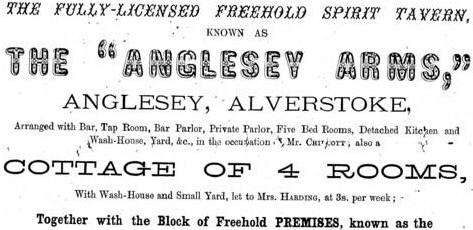 THE FULLY-LICENSED FREEHOLD SPIRIT TAVERN,
KNOWN AS
THE "ANGLESEY ARMS,"
ANGLESEY, ALVERSTOKE,
Arranged with Bar, Tap Room, Bar Parlor, Private Parlor, Five Bed Rooms, Detached Kitchen and
Wash-House, Yard, &c., in the occupation of Mr. ; also a
COTTAGE OF 4 ROOMS,
With Wash-House and Small Yard, let to Mrs. HARDING, at 3s. per week;
Together with the Block of Freehold PREMISES, known as the